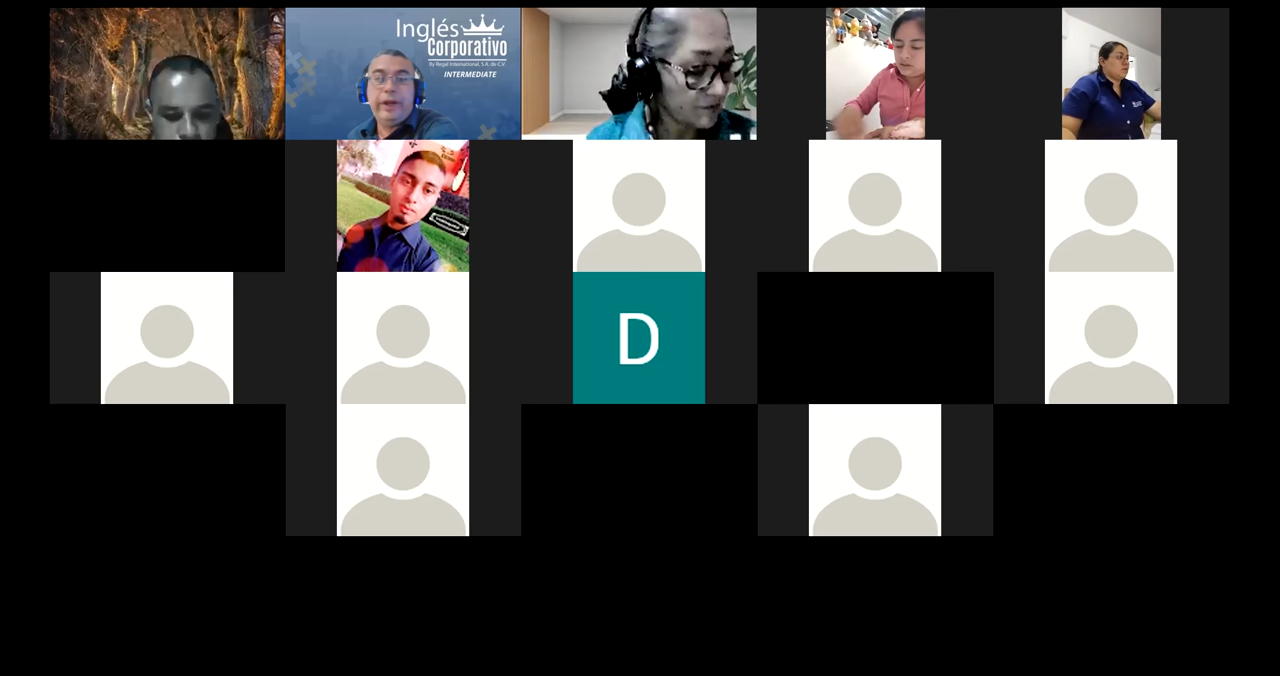 Inglés
Corporativo
By Regal International, S.A. de C.V.
INTERMEDIATE
D